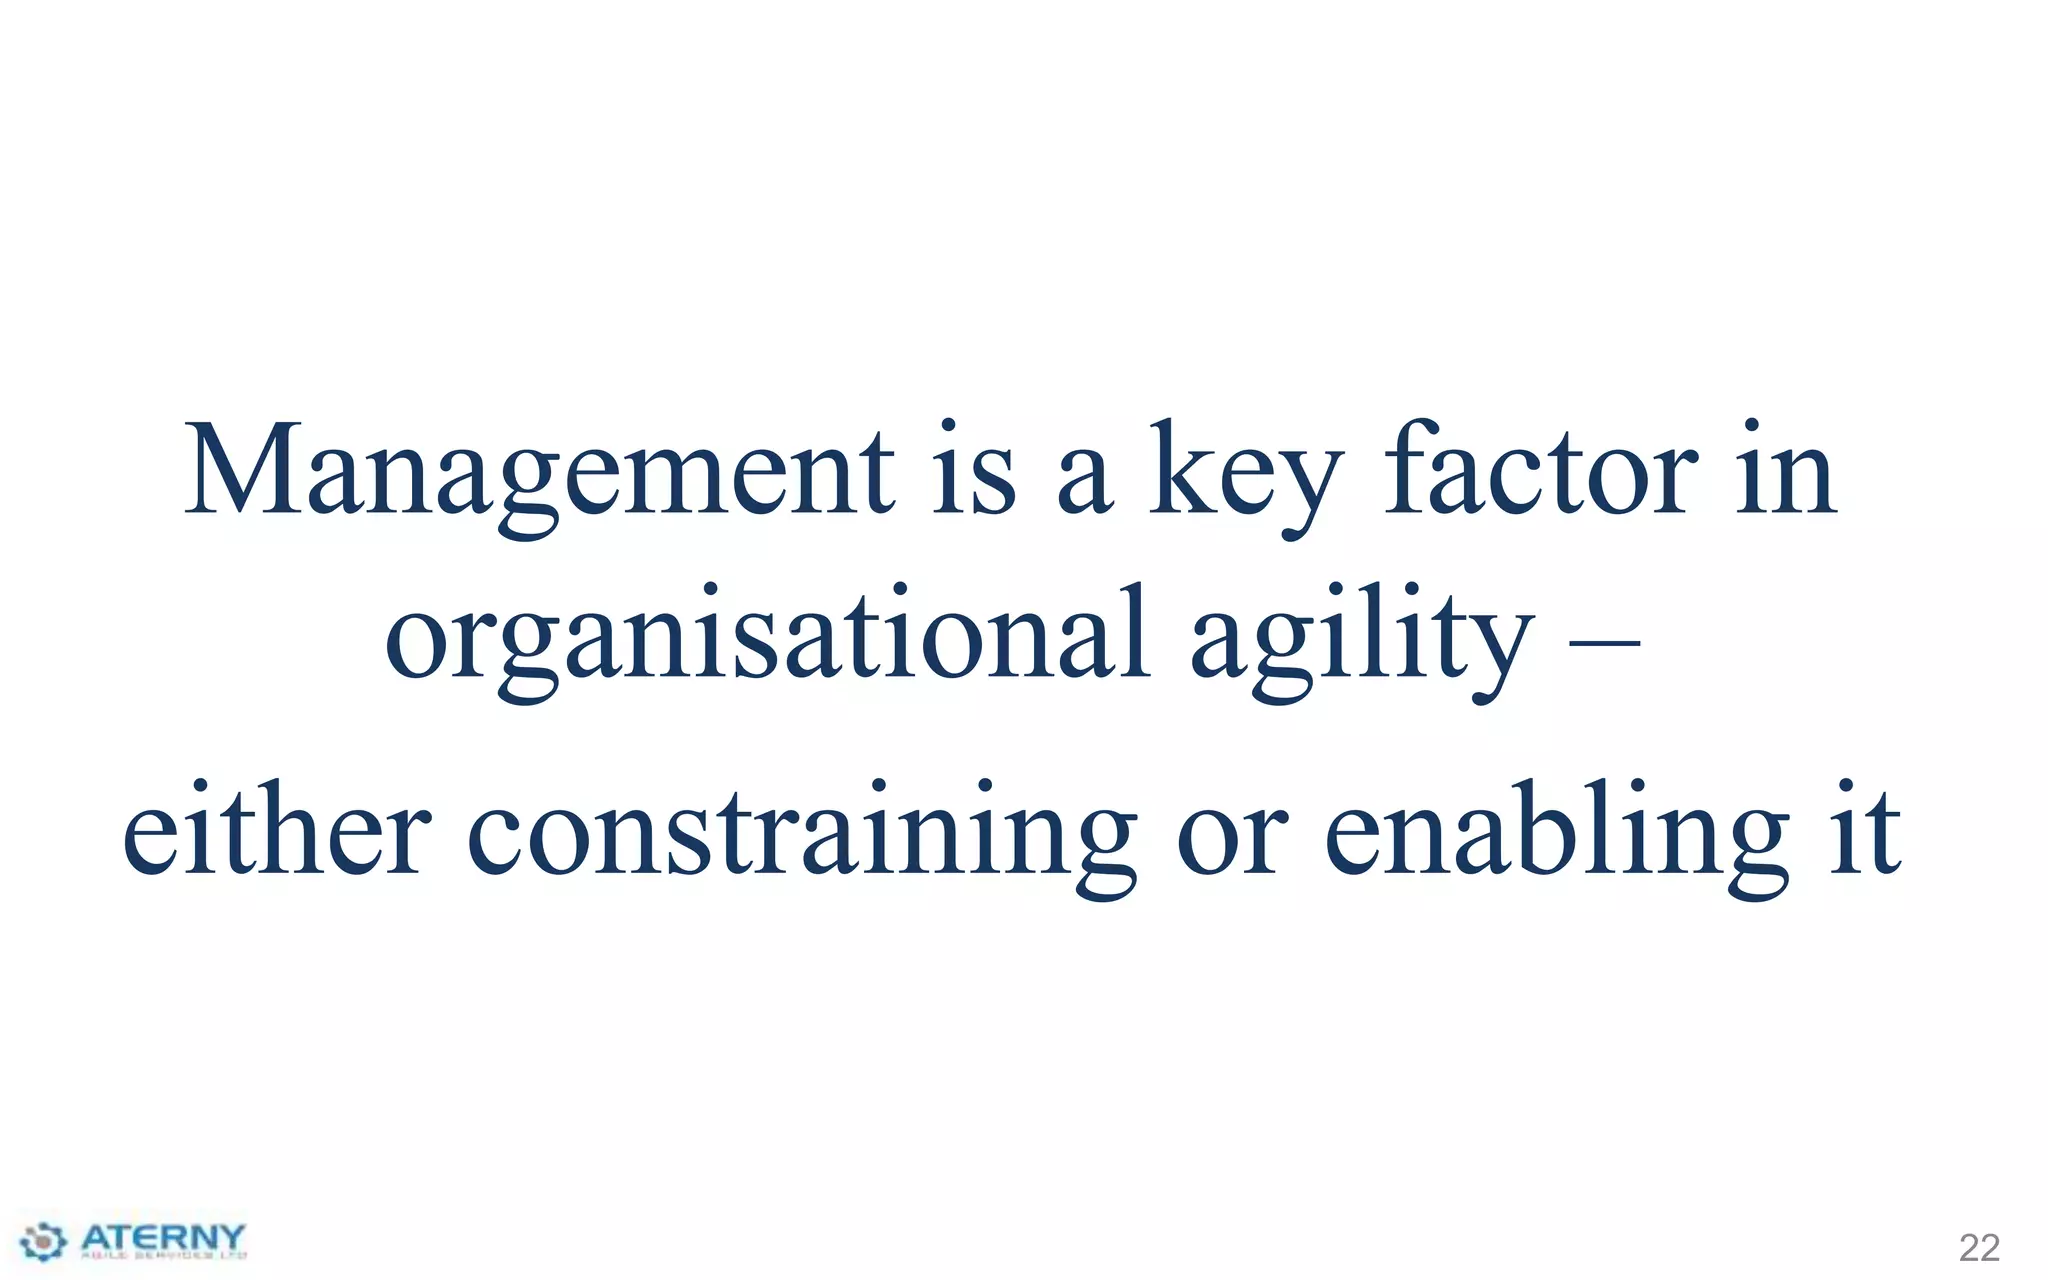 Management is a key factor in
organisational agility –
either constraining or enabling it
ATERNY
AGILE SERVICES LTD
22